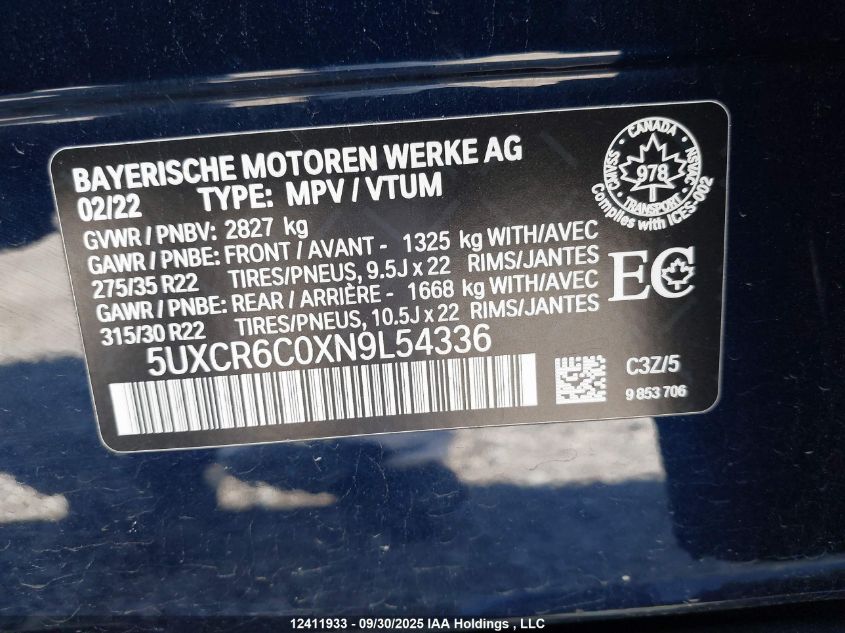 BAYERISCHE MOTOREN WERKE AG
02/22 TYPE: MPV / VTUM
GVWR / PNBV: 2827 kg
GAWR / PNBE: FRONT / AVANT - 1325 kg WITH/AVEC
275/35 R22 TIRES/PNEUS, 9.5J x 22 RIMS/JANTES
GAWR / PNBE: REAR / ARRIÈRE - 1668 kg WITH/AVEC
315/30 R22 TIRES/PNEUS, 10.5J x 22 RIMS/JANTES
5UXCR6C0XN9L54336
CANADA
CMVSS
NSVAC
978
TRANSPORT
Complies with ICES-002
EC
C3Z/5
9 853 706
12411933 - 09/30/2025 IAA Holdings , LLC